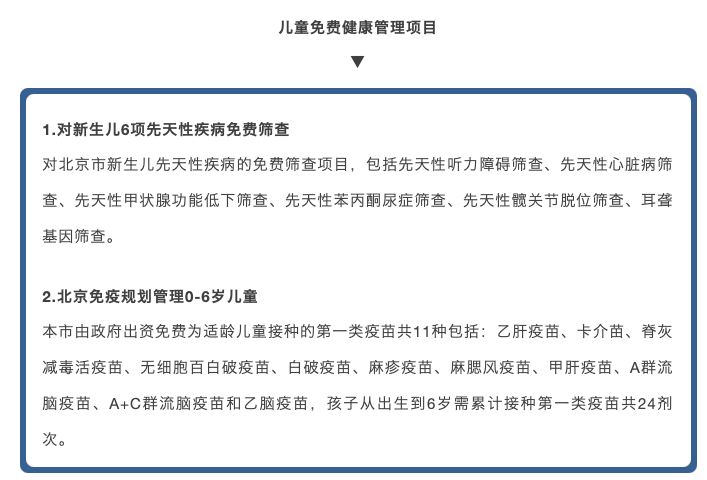 儿童免费健康管理项目
▼
1.对新生儿6项先天性疾病免费筛查
对北京市新生儿先天性疾病的免费筛查项目，包括先天性听力障碍筛查、先天性心脏病筛
查、先天性甲状腺功能低下筛查、先天性苯丙酮尿症筛查、先天性髋关节脱位筛查、耳聋
基因筛查。
2.北京免疫规划管理0-6岁儿童
本市由政府出资免费为适龄儿童接种的第一类疫苗共11种包括：乙肝疫苗、卡介苗、脊灰
减毒活疫苗、无细胞百白破疫苗、白破疫苗、麻疹疫苗、麻腮风疫苗、甲肝疫苗、A群流
脑疫苗、A+C群流脑疫苗和乙脑疫苗，孩子从出生到6岁需累计接种第一类疫苗共24剂
次。